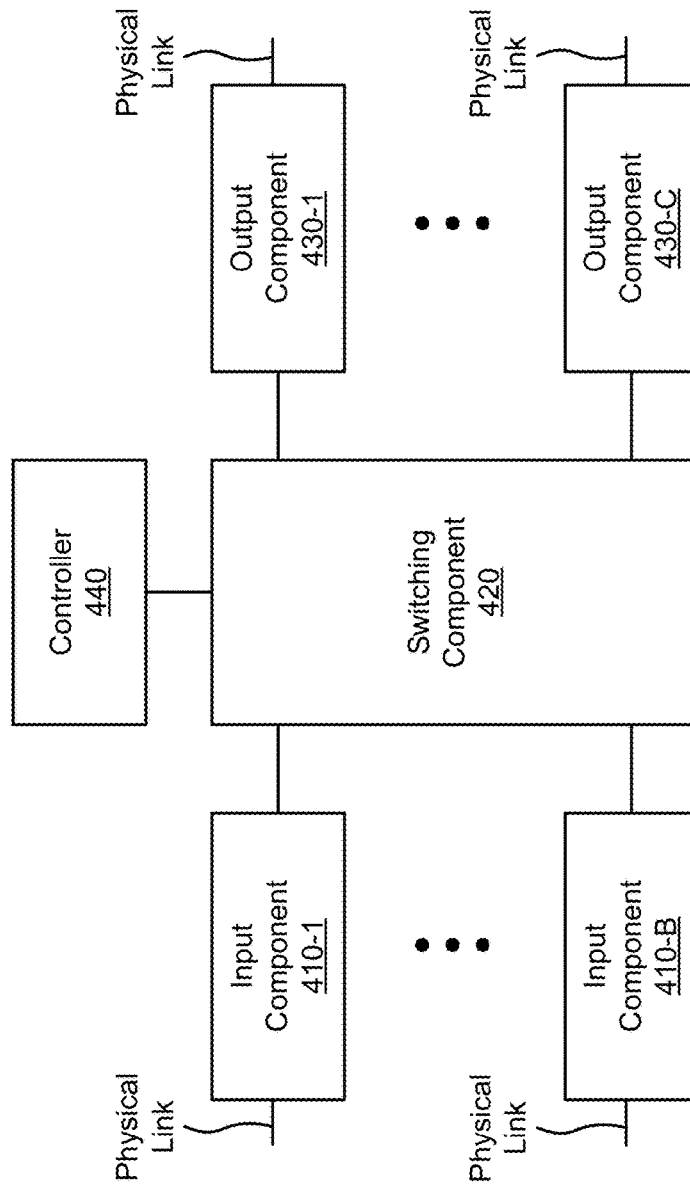 Controller
440
Physical
Link
Input
Component
410-1
Switching
Component
420
Output
Component
430-1
Physical
Link
Physical
Link
Input
Component
410-B
Output
Component
430-C
Physical
Link